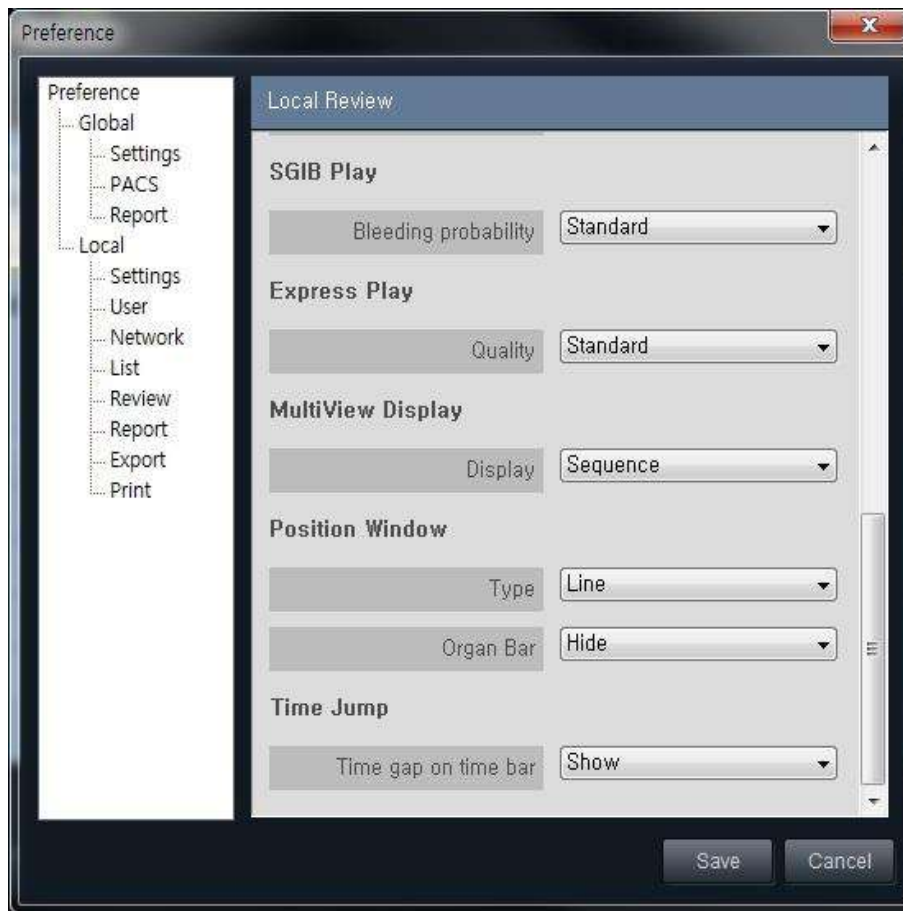 Preference
Preference
Global
Settings
PACS
Report
Local
Settings
User
Network
List
Review
Report
Export
Print
Local Review
SGIB Play
Bleeding probability Standard
Express Play
Quality Standard
MultiView Display
Display Sequence
Position Window
Type Line
Organ Bar Hide
Time Jump
Time gap on time bar Show
Save Cancel